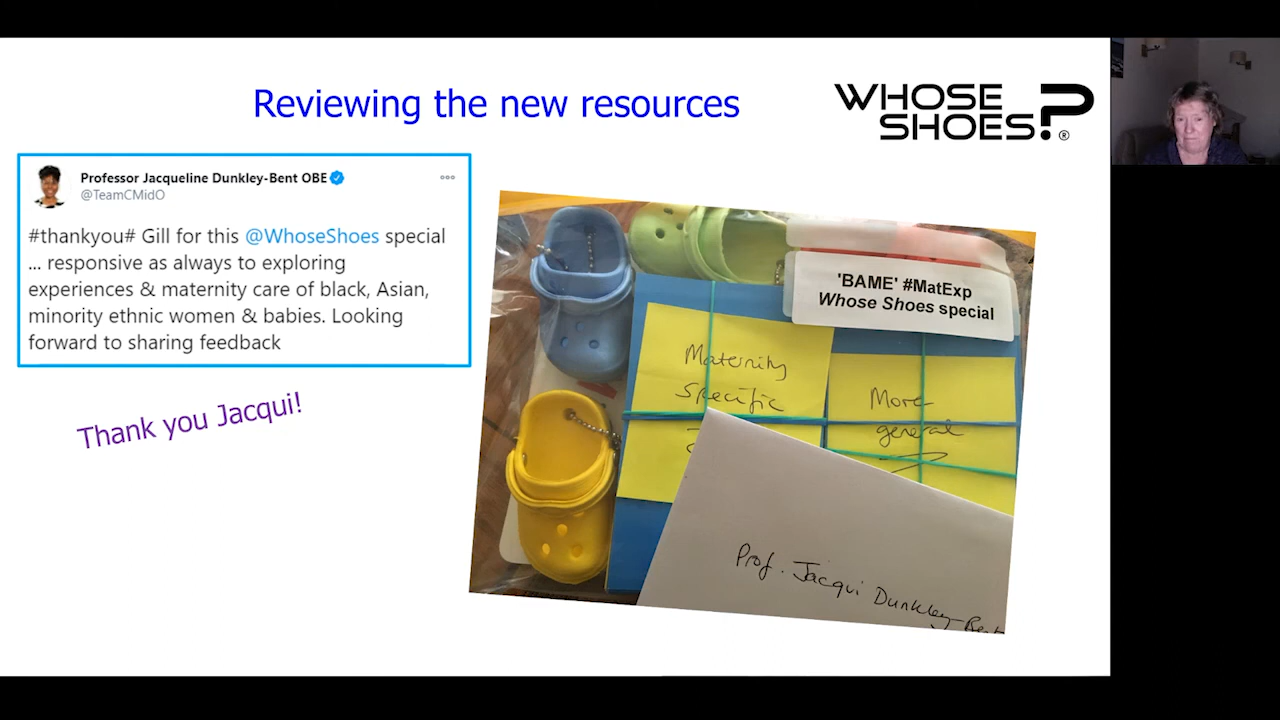 Reviewing the new resources
WHOSE
SHOES?®
Professor Jacqueline Dunkley-Bent OBE
@TeamCMidO
#thankyou# Gill for this @WhoseShoes special
... responsive as always to exploring
experiences & maternity care of black, Asian,
minority ethnic women & babies. Looking
forward to sharing feedback
Thank you Jacqui!
'BAME' #MatExp
Whose Shoes special
Maternity
Specific
More
general
Prof. Jacqui Dunkley-Bent